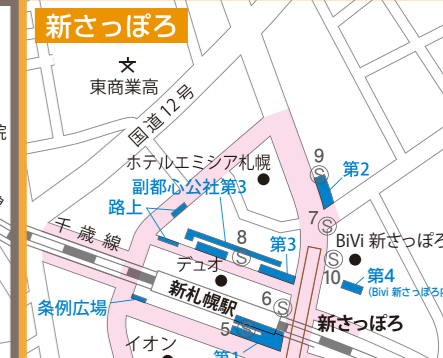 新さっぽろ
東商業高
国道12号
ホテルエミシア札幌
9
第2
副都心公社第3
路上
7
千歳線
8
第3
BiVi 新さっぽろ
デュオ
10
第4
(Bivi 新さっぽろ内
新札幌駅
条例広場
6
新さっぽろ
5
イオン
第1